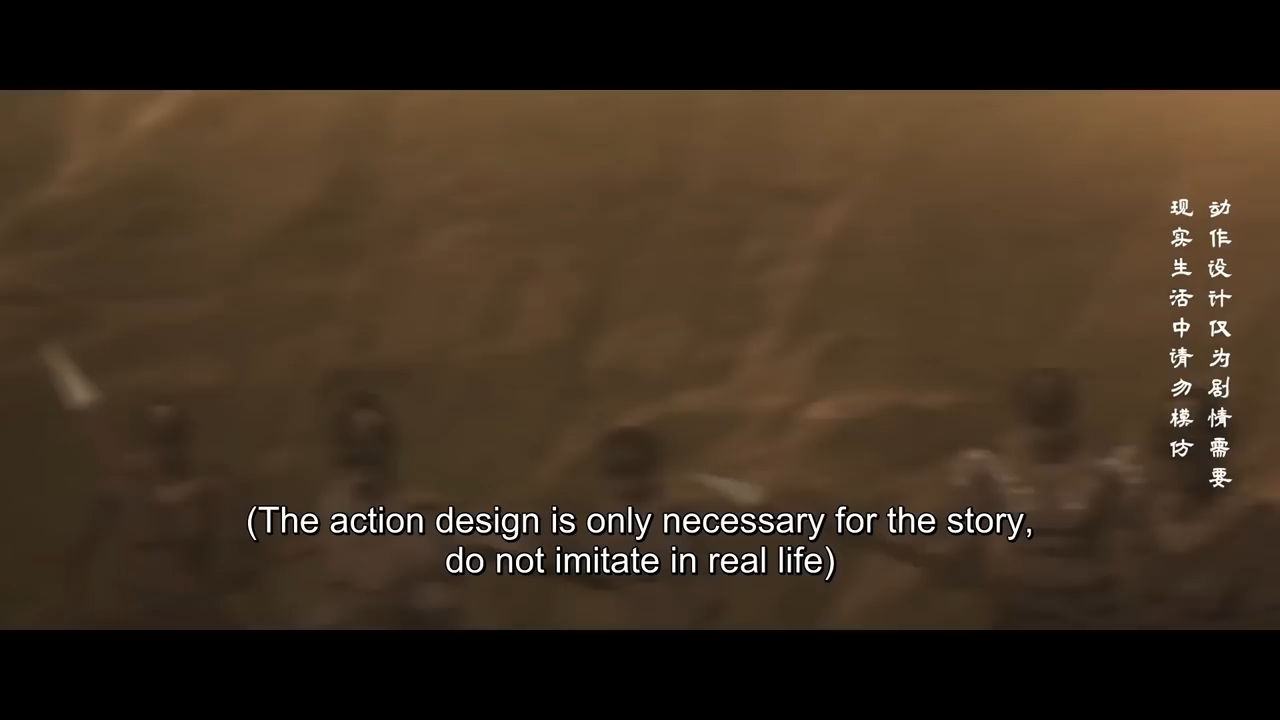 动作设计仅为剧情需要
现实生活中请勿模仿
(The action design is only necessary for the story,
do not imitate in real life)